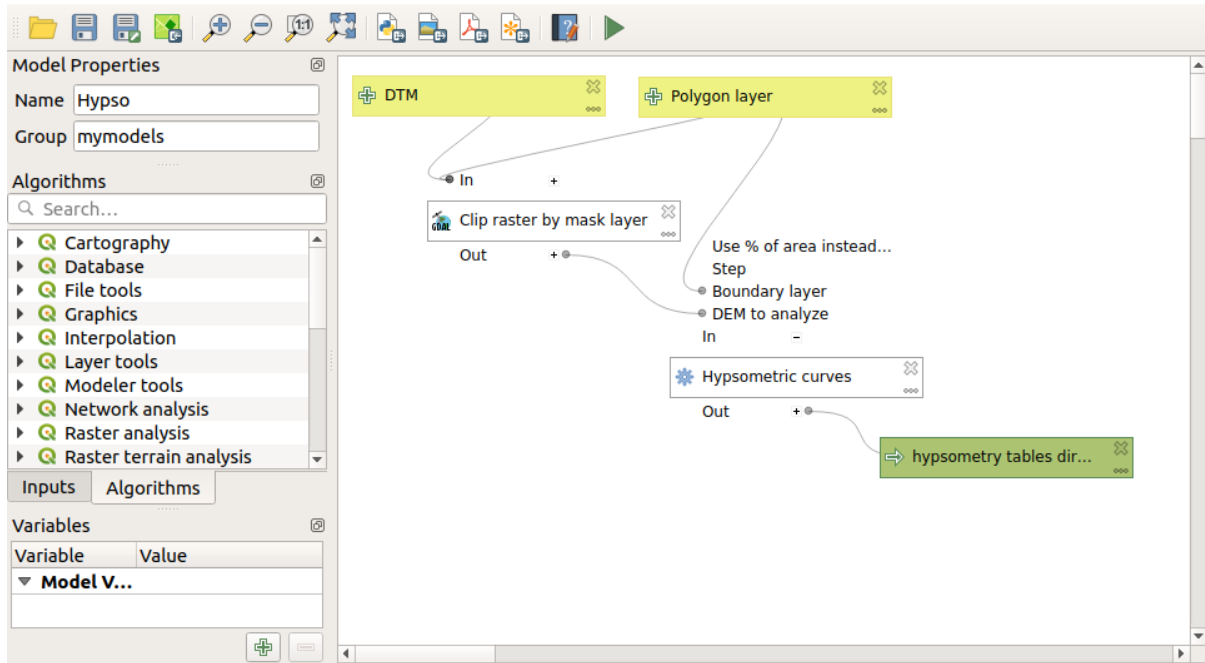 Model Properties
Name Hypso
Group mymodels
Algorithms
Search...
Cartography
Database
File tools
Graphics
Interpolation
Layer tools
Modeler tools
Network analysis
Raster analysis
Raster terrain analysis
Inputs Algorithms
Variables
Variable Value
Model V...
DTM
Polygon layer
In
GDAL
Clip raster by mask layer
Out
Use % of area instead...
Step
Boundary layer
DEM to analyze
In
Hypsometric curves
Out
hypsometry tables dir...